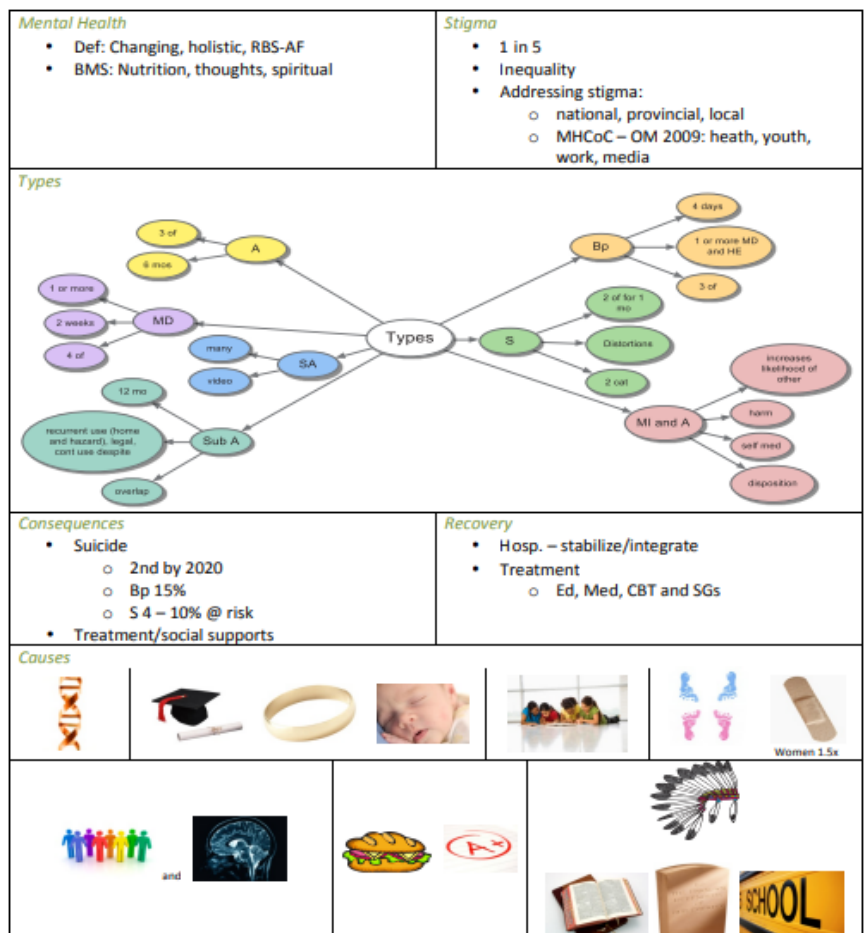 Mental Health
• Def: Changing, holistic, RBS-AF
• BMS: Nutrition, thoughts, spiritual
Stigma
• 1 in 5
• Inequality
• Addressing stigma:
o national, provincial, local
o MHCoC – OM 2009: heath, youth,
work, media
Types
3 of
6 mos
A
1 or more
2 weeks
4 of
MD
many
video
SA
12 mo
recurrent use (home
and hazard), legal,
cont use despite
overlap
Sub A
Types
Bp
4 days
1 or more MD
and HE
3 of
S
2 of for 1
mo
Distortions
2 cat
MI and A
increases
likelihood of
other
harm
self med
disposition
Consequences
• Suicide
o 2nd by 2020
o Bp 15%
o S 4 – 10% @ risk
• Treatment/social supports
Recovery
• Hosp. – stabilize/integrate
• Treatment
o Ed, Med, CBT and SGs
Causes
Women 1.5x
and
A+
SCHOOL